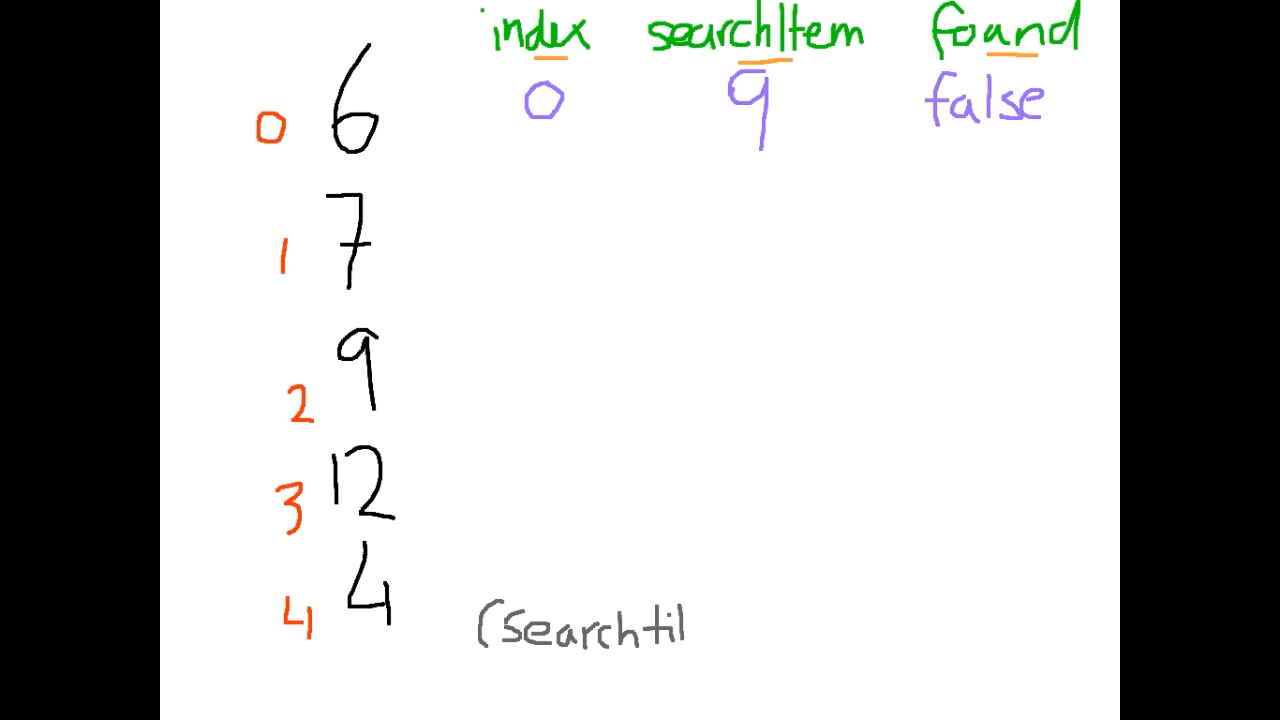 index searchItem found
0 6 0 9 false
1 7
2 9
3 12
4 4
(searchtil